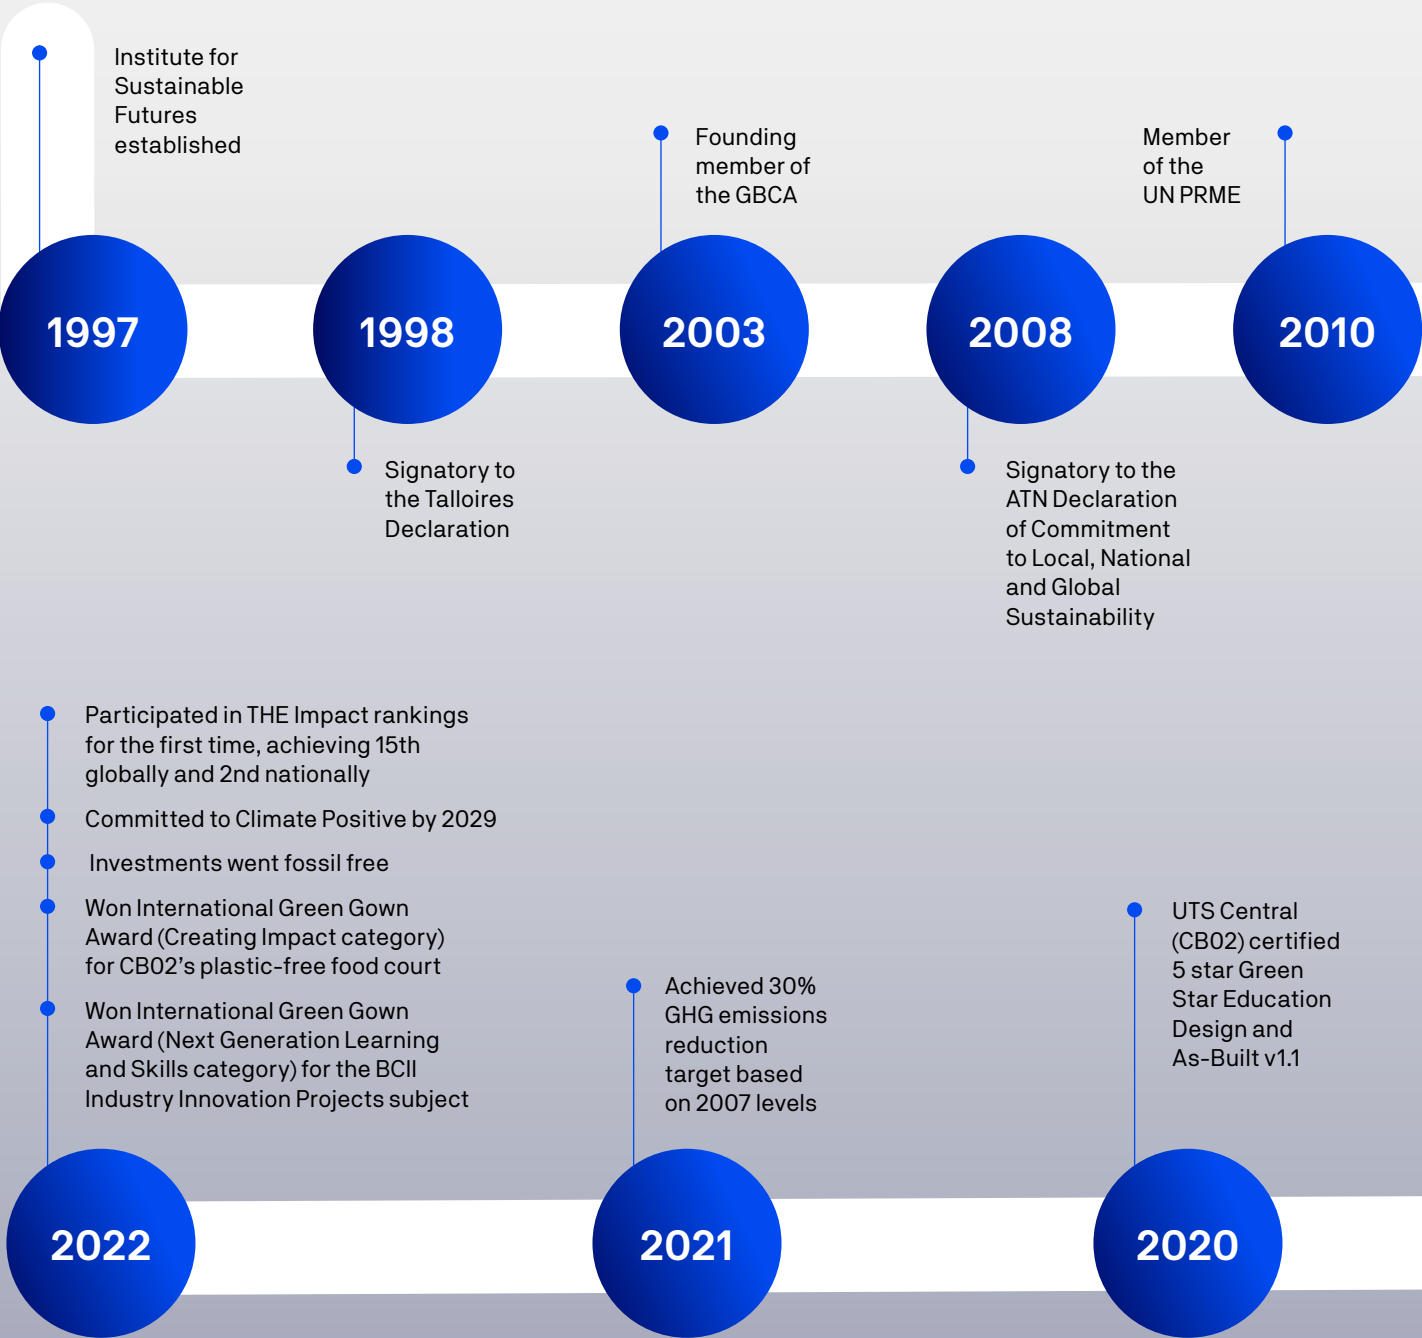 Institute for
Sustainable
Futures
established
Founding
member of
the GBCA
Member
of the
UN PRME
1997
1998
2003
2008
2010
Signatory to
the Talloires
Declaration
Signatory to the
ATN Declaration
of Commitment
to Local, National
and Global
Sustainability
Participated in THE Impact rankings
for the first time, achieving 15th
globally and 2nd nationally
Committed to Climate Positive by 2029
Investments went fossil free
Won International Green Gown
Award (Creating Impact category)
for CB02's plastic-free food court
Won International Green Gown
Award (Next Generation Learning
and Skills category) for the BCII
Industry Innovation Projects subject
Achieved 30%
GHG emissions
reduction
target based
on 2007 levels
UTS Central
(CB02) certified
5 star Green
Star Education
Design and
As-Built v1.1
2022
2021
2020